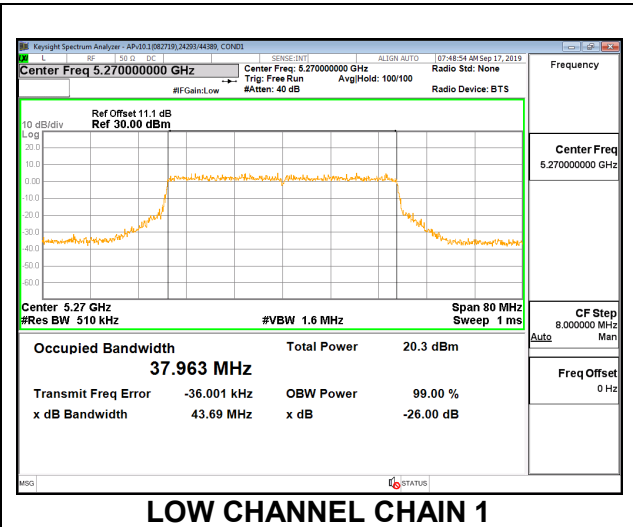 Keysight Spectrum Analyzer - APv10.1(082719),24293/44389, COND1
L RF 50 Ω DC SENSE:INT ALIGN AUTO 07:48:54 AM Sep 17, 2019
Center Freq 5.270000000 GHz
Center Freq: 5.270000000 GHz Radio Std: None
Trig: Free Run Avg|Hold: 100/100
#IFGain:Low #Atten: 40 dB Radio Device: BTS
Frequency
Ref Offset 11.1 dB
10 dB/div Ref 30.00 dBm
Log
20.0
10.0
0.00
-10.0
-20.0
-30.0
-40.0
-50.0
-60.0
Center Freq
5.270000000 GHz
Center 5.27 GHz Span 80 MHz
#Res BW 510 kHz #VBW 1.6 MHz Sweep 1 ms
CF Step
8.000000 MHz
Auto Man
Occupied Bandwidth Total Power 20.3 dBm
37.963 MHz
Transmit Freq Error -36.001 kHz OBW Power 99.00 %
x dB Bandwidth 43.69 MHz x dB -26.00 dB
Freq Offset
0 Hz
MSG STATUS
LOW CHANNEL CHAIN 1